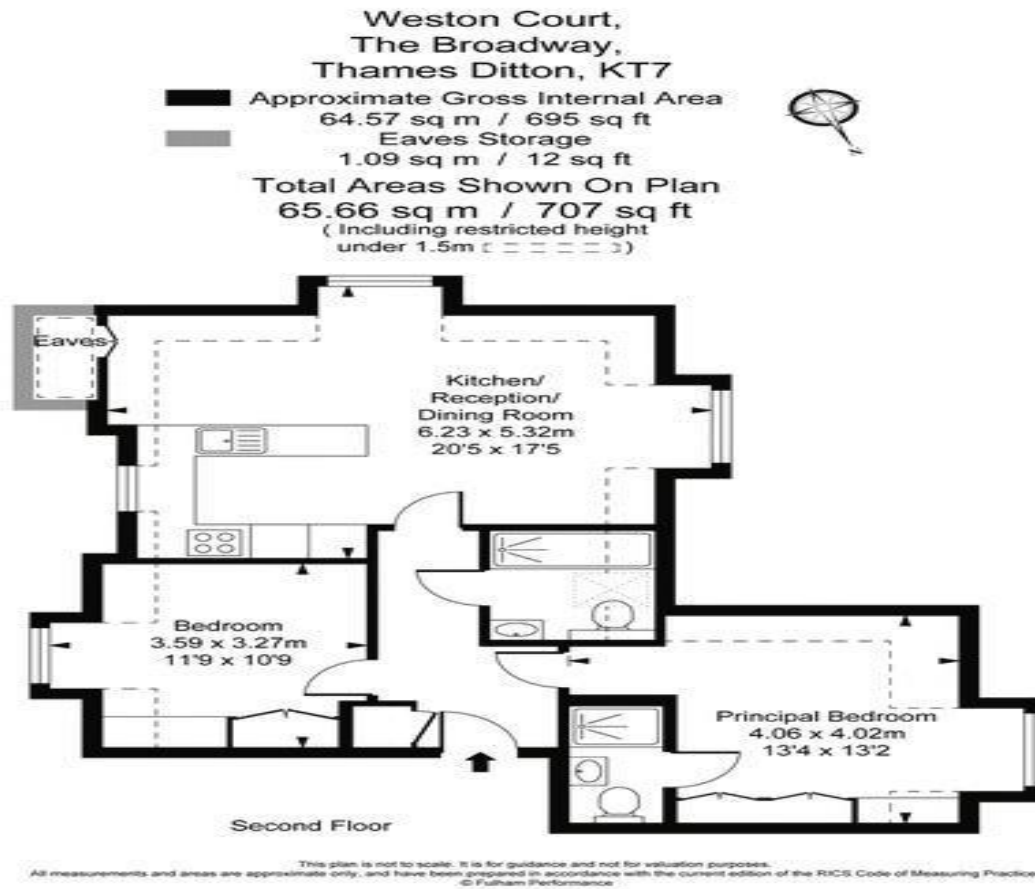 Weston Court,
The Broadway,
Thames Ditton, KT7
Approximate Gross Internal Area
64.57 sq m / 695 sq ft
Eaves Storage
1.09 sq m / 12 sq ft
Total Areas Shown On Plan
65.66 sq m / 707 sq ft
( Including restricted height
under 1.5m )
Eaves
Kitchen/
Reception/
Dining Room
6.23 x 5.32m
20'5 x 17'5
Bedroom
3.59 x 3.27m
11'9 x 10'9
Principal Bedroom
4.06 x 4.02m
13'4 x 13'2
Second Floor
This plan is not to scale. It is for guidance and not for valuation purposes.
All measurements and areas are approximate only, and have been prepared in accordance with the current edition of the RICS Code of Measuring Practice
© Fulham Performance